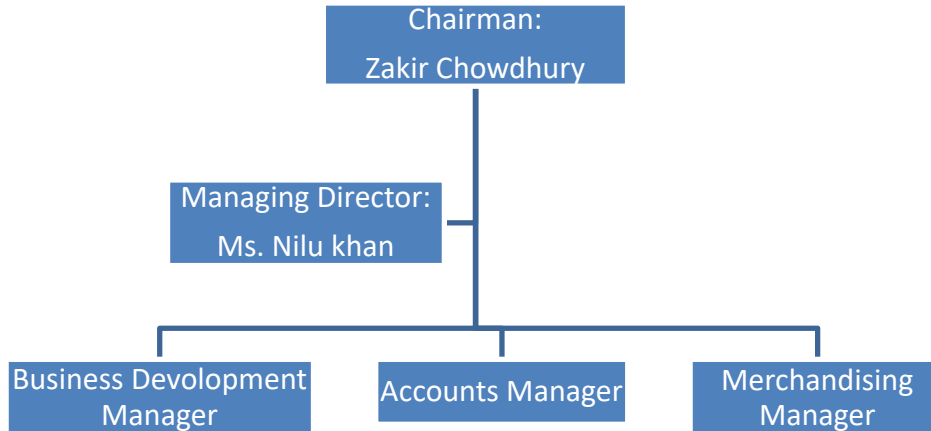 Chairman:
Zakir Chowdhury
Managing Director:
Ms. Nilu khan
Business Devolopment
Manager
Accounts Manager
Merchandising
Manager